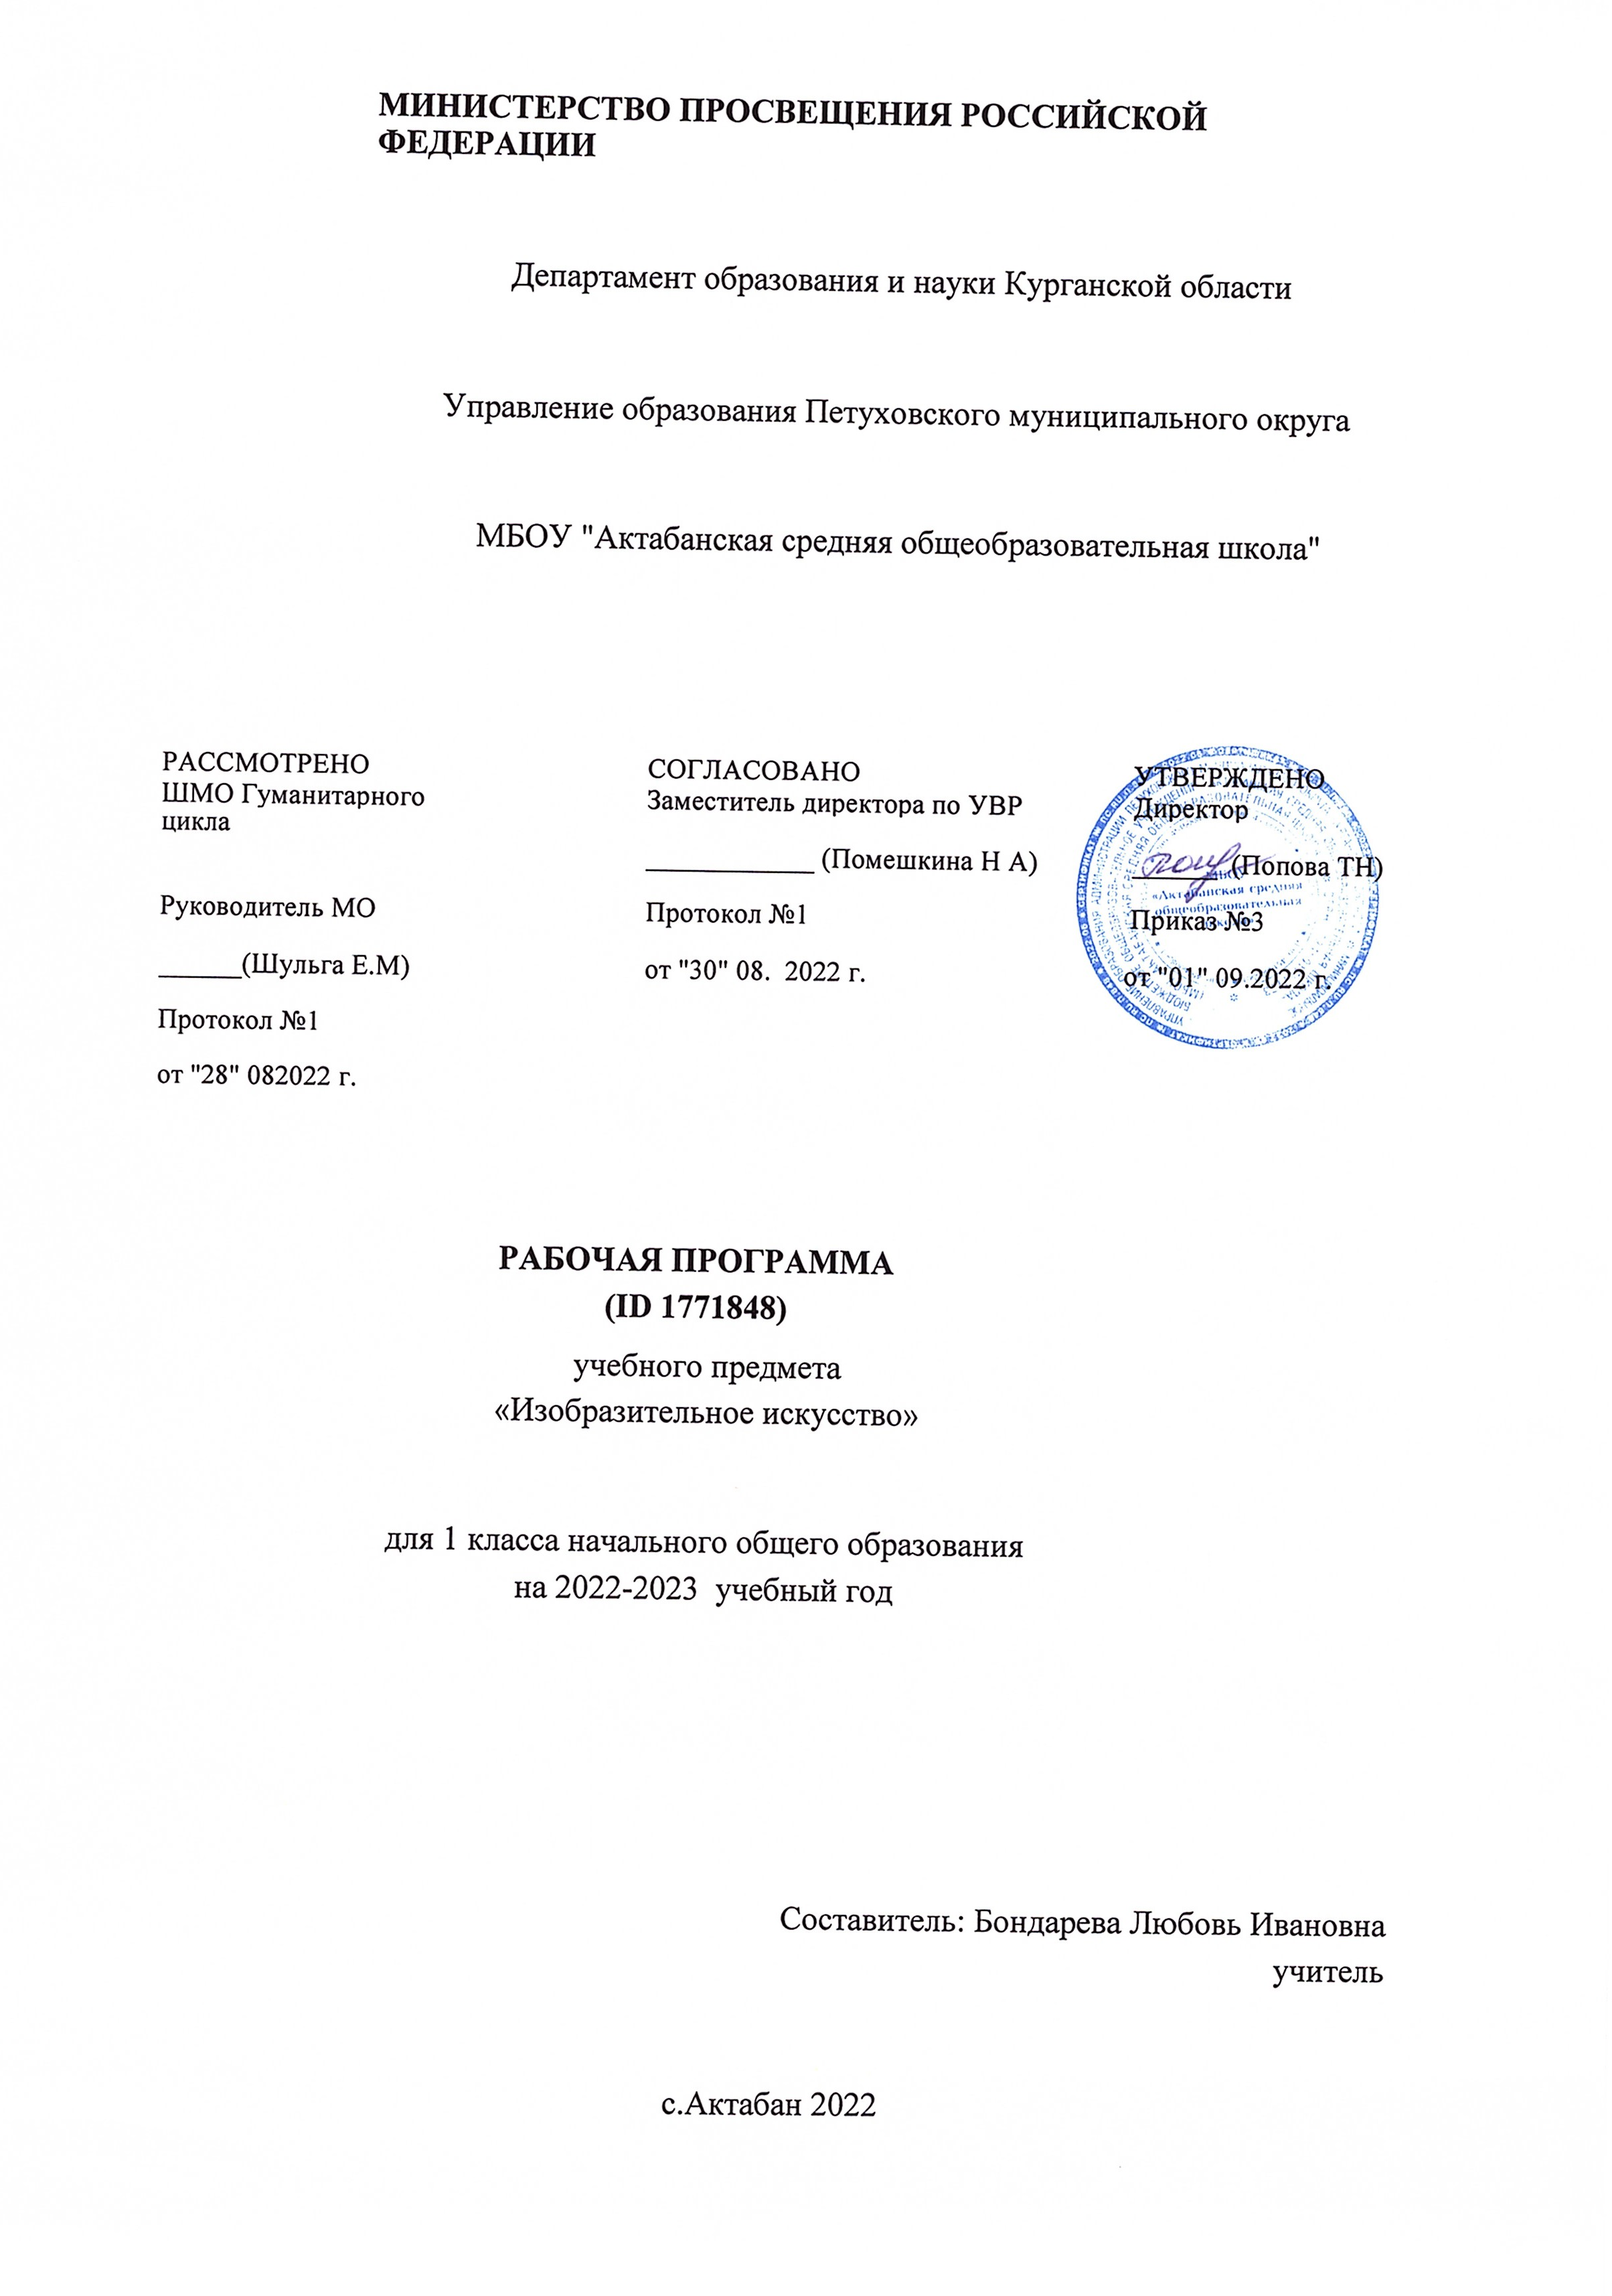 МИНИСТЕРСТВО ПРОСВЕЩЕНИЯ РОССИЙСКОЙ
ФЕДЕРАЦИИ
Департамент образования и науки Курганской области
Управление образования Петуховского муниципального округа
МБОУ "Актабанская средняя общеобразовательная школа"
РАССМОТРЕНО
ШМО Гуманитарного
цикла
Руководитель МО
______(Шульга Е.М)
Протокол №1
от "28" 082022 г.
СОГЛАСОВАНО
Заместитель директора по УВР
____________ (Помешкина Н А)
Протокол №1
от "30" 08. 2022 г.
УТВЕРЖДЕНО
Директор
______ (Попова ТН)
«Актабанская средняя
общеобразовательная
Приказ №3
от "01" 09.2022 г.
РАБОЧАЯ ПРОГРАММА
(ID 1771848)
учебного предмета
«Изобразительное искусство»
для 1 класса начального общего образования
на 2022-2023 учебный год
Составитель: Бондарева Любовь Ивановна
учитель
с.Актабан 2022